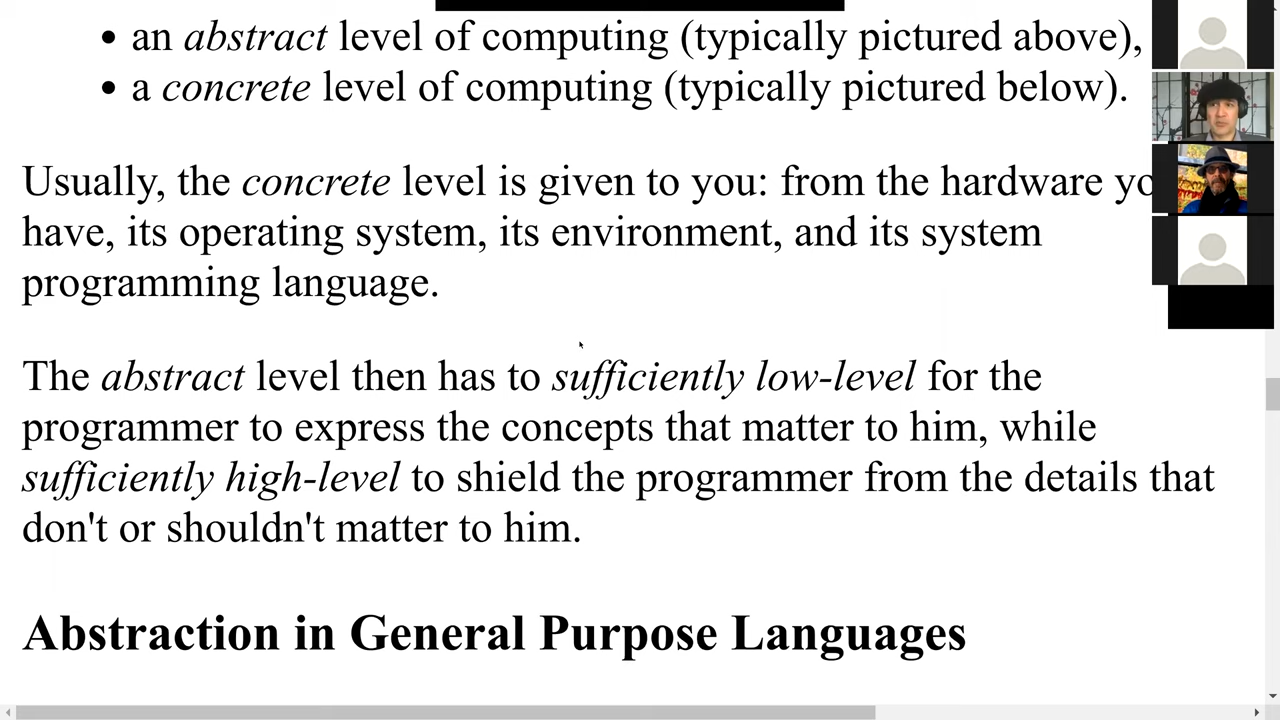 • an abstract level of computing (typically pictured above),
• a concrete level of computing (typically pictured below).
Usually, the concrete level is given to you: from the hardware yo
have, its operating system, its environment, and its system
programming language.
The abstract level then has to sufficiently low-level for the
programmer to express the concepts that matter to him, while
sufficiently high-level to shield the programmer from the details that
don't or shouldn't matter to him.
Abstraction in General Purpose Languages